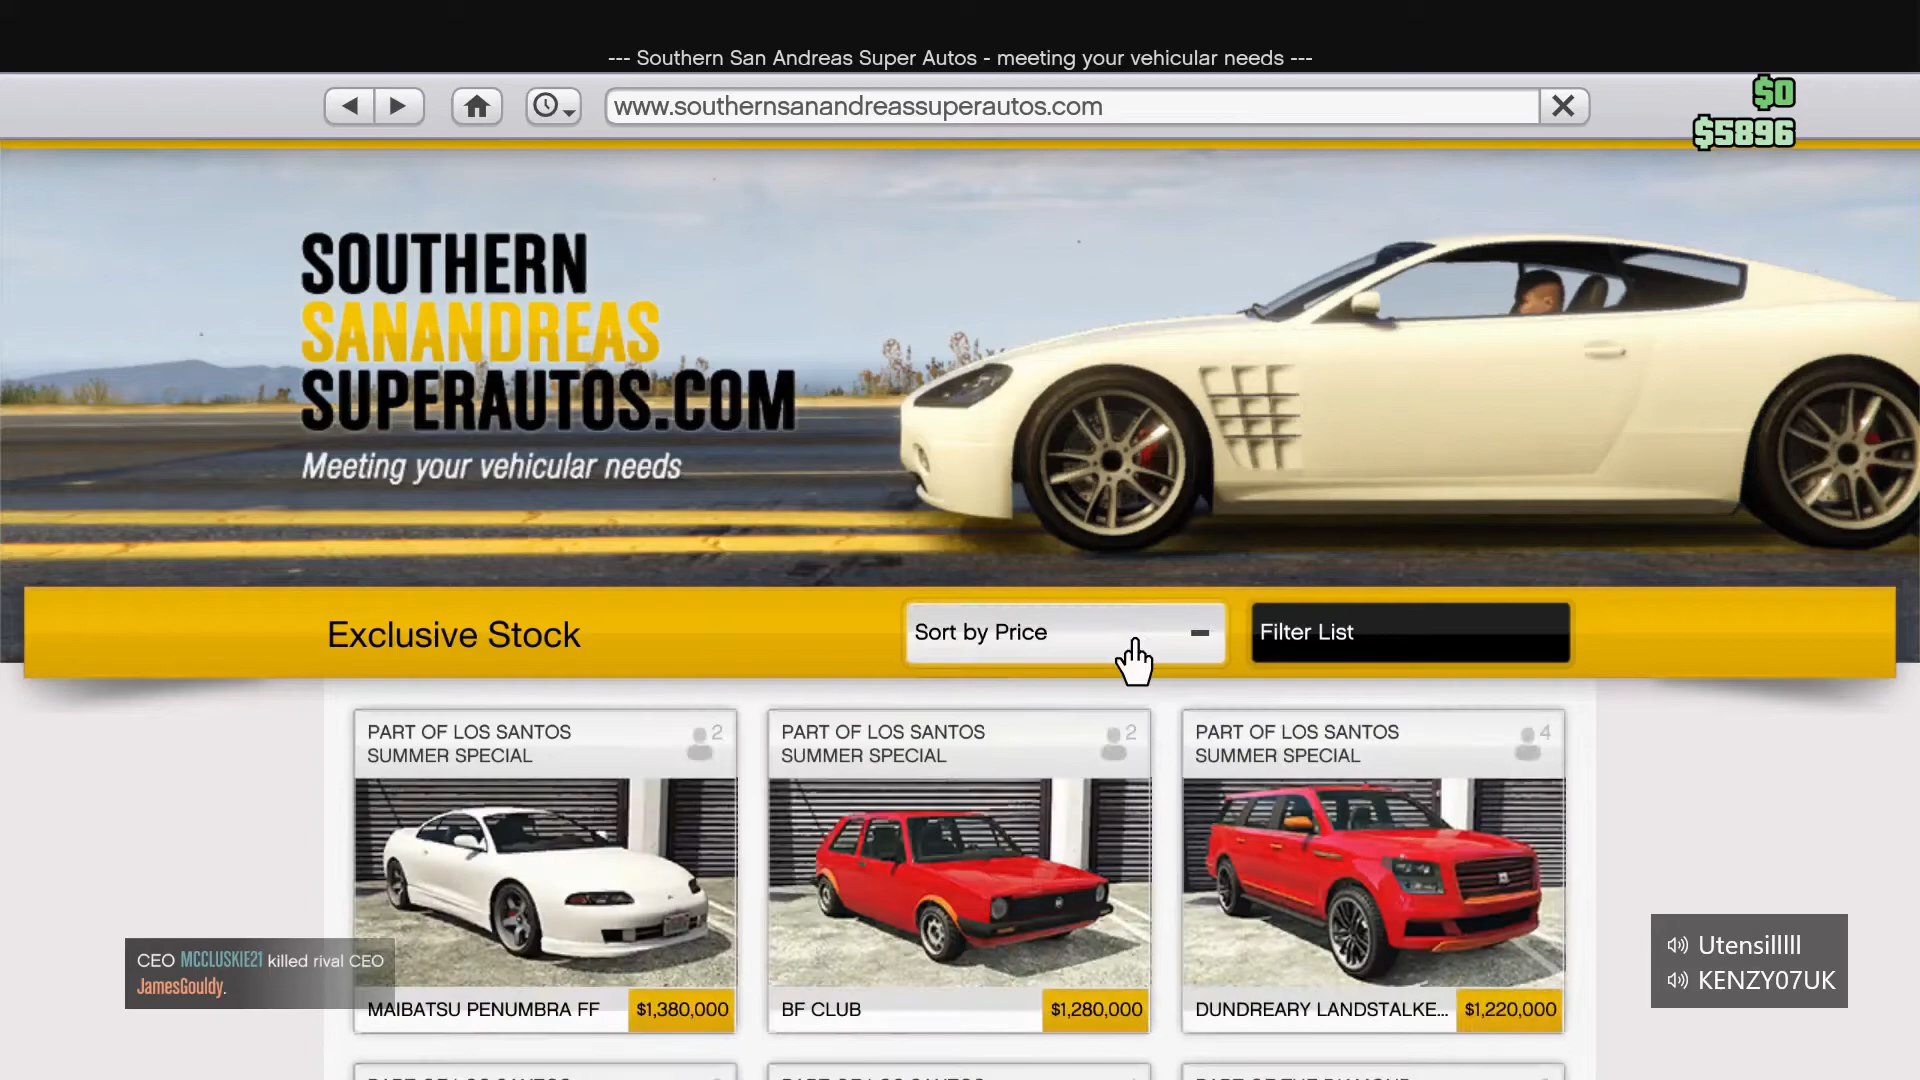 --- Southern San Andreas Super Autos - meeting your vehicular needs ---
www.southernsanandreassuperautos.com
$0
$5896
SOUTHERN
SANANDREAS
SUPERAUTOS.COM
Meeting your vehicular needs
Exclusive Stock
Sort by Price
Filter List
PART OF LOS SANTOS
SUMMER SPECIAL
2
MAIBATSU PENUMBRA FF
$1,380,000
PART OF LOS SANTOS
SUMMER SPECIAL
2
BF CLUB
$1,280,000
PART OF LOS SANTOS
SUMMER SPECIAL
4
DUNDREARY LANDSTALKE...
$1,220,000
CEO MCCLUSKIE21 killed rival CEO
JamesGouldy.
Utensilllll
KENZY07UK